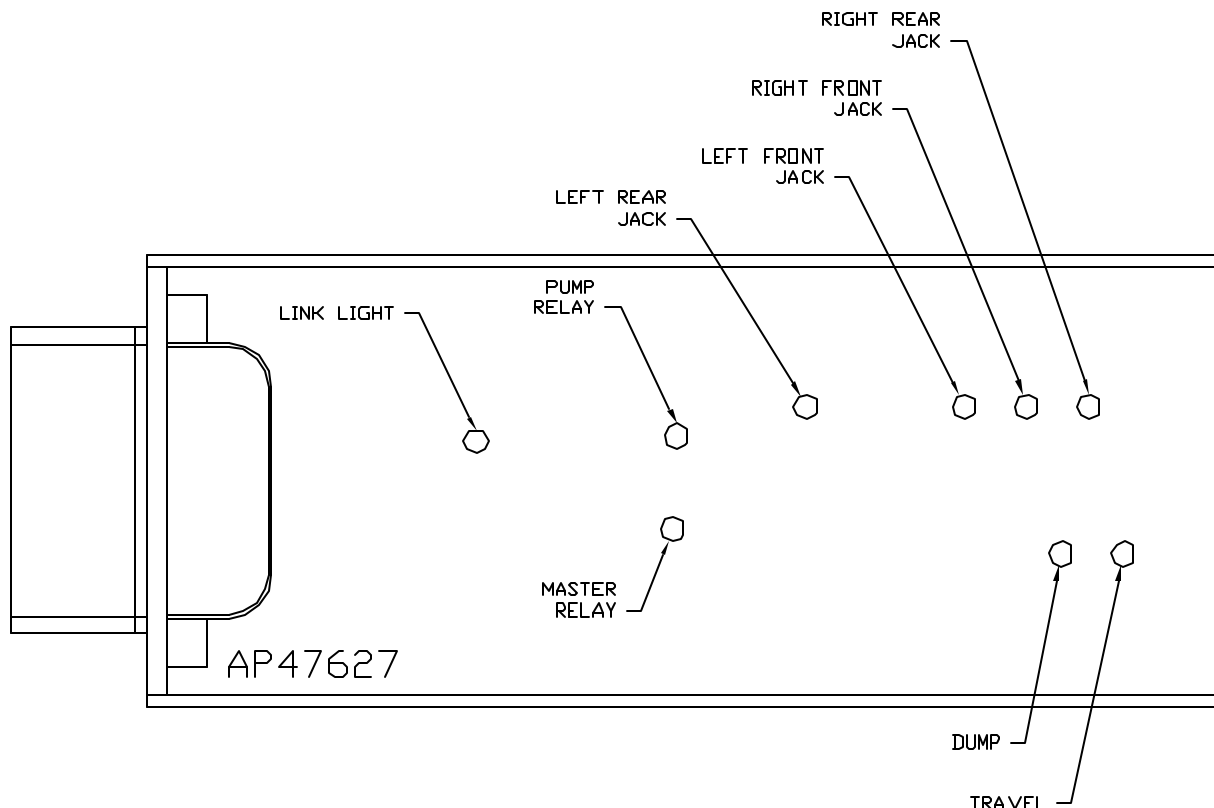 RIGHT REAR
JACK
RIGHT FRONT
JACK
LEFT FRONT
JACK
LEFT REAR
JACK
PUMP
RELAY
LINK LIGHT
MASTER
RELAY
AP47627
DUMP
TRAVEL